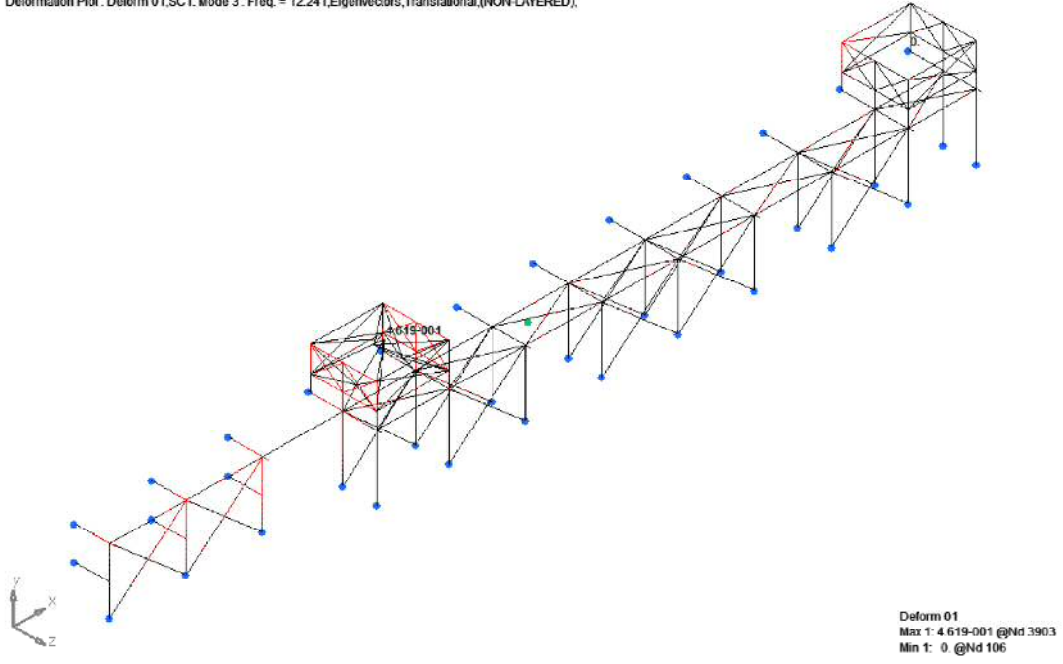 Deformation Plot : Deform 01,SC1: Mode 3 : Freq. = 12.241,Eigenvectors,Translational,(NON-LAYERED),
0.
4.619-001
Y
X
Z
Deform 01
Max 1: 4.619-001 @Nd 3903
Min 1: 0. @Nd 106